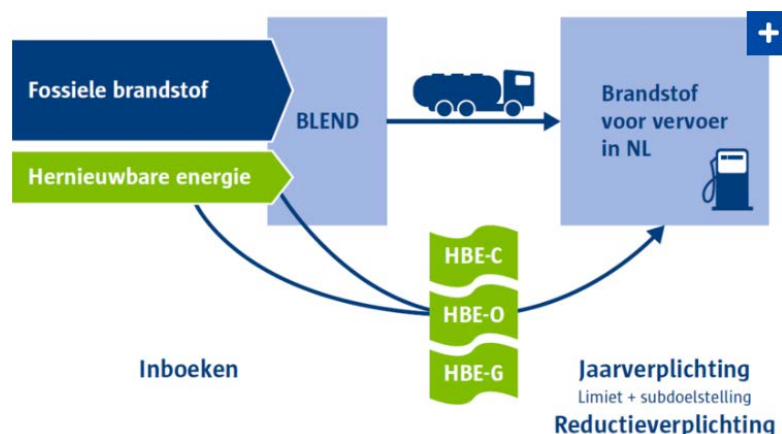 Fossiele brandstof
Hernieuwbare energie
BLEND
Brandstof
voor vervoer
in NL
HBE-C
HBE-O
HBE-G
Inboeken
Jaarverplichting
Limiet + subdoelstelling
Reductieverplichting